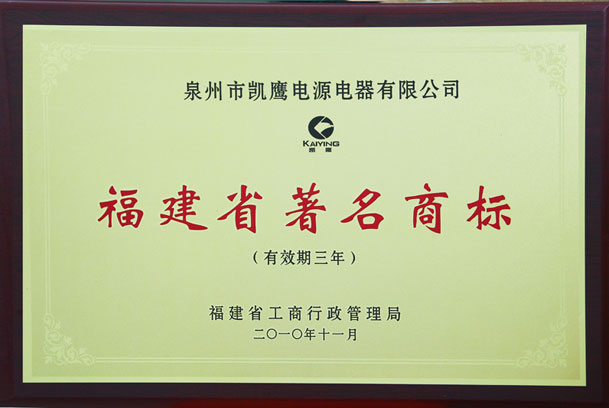 泉州市凯鹰电源电器有限公司
KAIYING
凯鹰
福建省著名商标
（有效期三年）
福建省工商行政管理局
二〇一〇年十一月